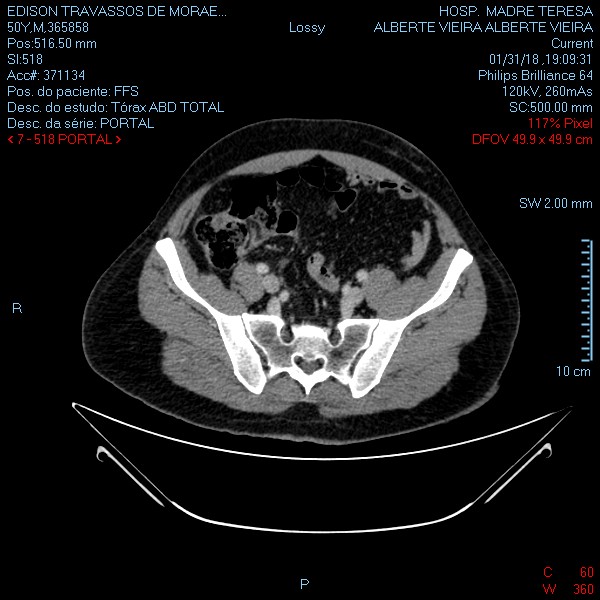 EDISON TRAVASSOS DE MORAE...
50Y,M,365858
Pos:516.50 mm
SI:518
Acc#: 371134
Pos. do paciente: FFS
Desc. do estudo: Tórax ABD TOTAL
Desc. da série: PORTAL
< 7 - 518 PORTAL >
Lossy
HOSP. MADRE TERESA
ALBERTE VIEIRA ALBERTE VIEIRA
Current
01/31/18 ,19:09:31
Philips Brilliance 64
120kV, 260mAs
SC:500.00 mm
117% Pixel
DFOV 49.9 x 49.9 cm
SW 2.00 mm
R
10 cm
P
C 60
W 360